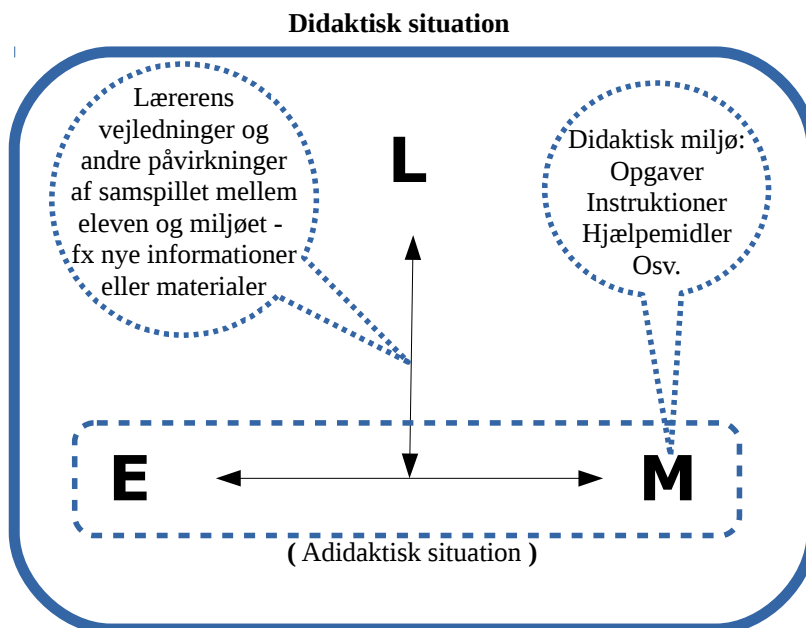 Didaktisk situation
Lærerens
vejledninger og
andre påvirkninger
af samspillet mellem
eleven og miljøet -
fx nye informationer
eller materialer
L
Didaktisk miljø:
Opgaver
Instruktioner
Hjælpemidler
Osv.
E
M
( Adidaktisk situation )